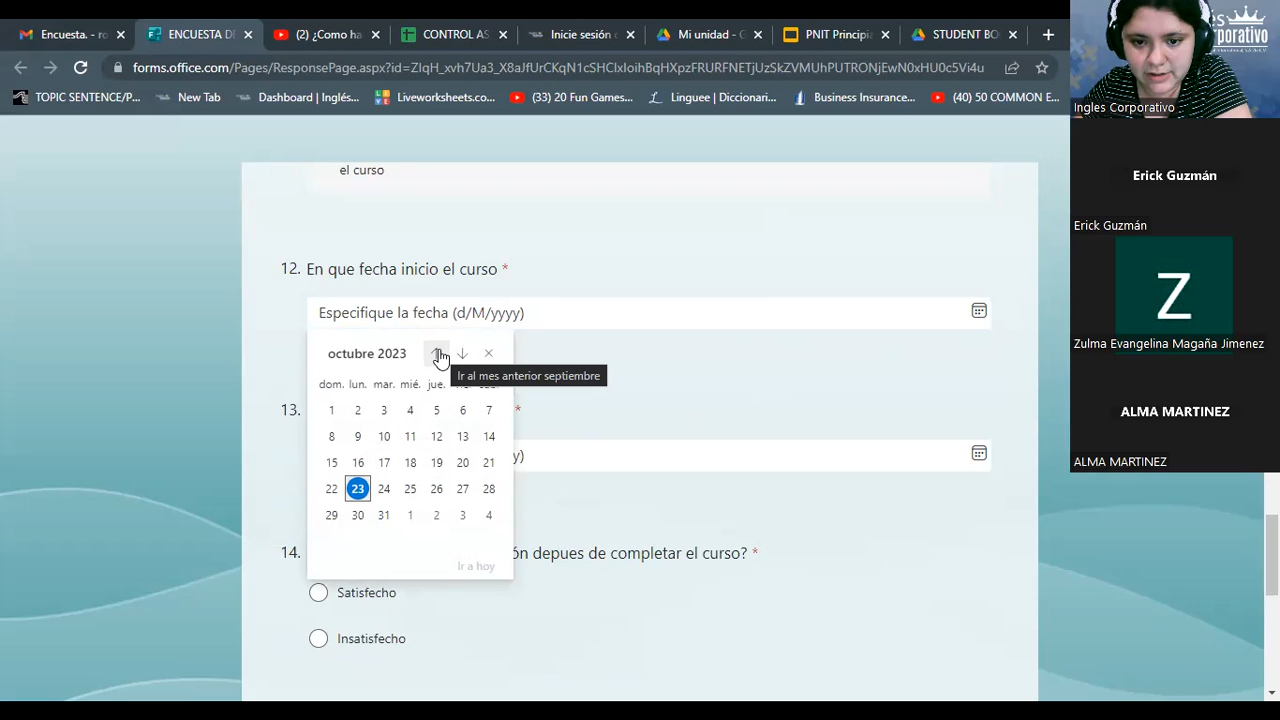 Encuesta. - ro
ENCUESTA DE
(2) ¿Como ha
CONTROL AS
Inicie sesión
Mi unidad - G
PNIT Principia
STUDENT BO
forms.office.com/Pages/ResponsePage.aspx?id=ZIqH_xvh7Ua3_X8aJfUrCKqN1cSHClxIoihBqHXpzFRURFNETjUzSkZVMUhPUTRONjEwN0xHU0c5Vi4u
TOPIC SENTENCE/P...
New Tab
Dashboard | Inglés...
Liveworksheets.co...
(33) 20 Fun Games...
Linguee | Diccionari...
Business Insurance...
(40) 50 COMMON E...
el curso
12. En que fecha inicio el curso *
Especifique la fecha (d/M/yyyy)
octubre 2023
Ir al mes anterior septiembre
dom. lun. mar. mié. jue.
1 2 3 4 5 6 7
8 9 10 11 12 13 14
15 16 17 18 19 20 21
22 23 24 25 26 27 28
29 30 31 1 2 3 4
Ir a hoy
13. *
y)
14. ón depues de completar el curso? *
Satisfecho
Insatisfecho
orporativo
Ingles Corporativo
Erick Guzmán
Erick Guzmán
Z
Zulma Evangelina Magaña Jimenez
ALMA MARTINEZ
ALMA MARTINEZ